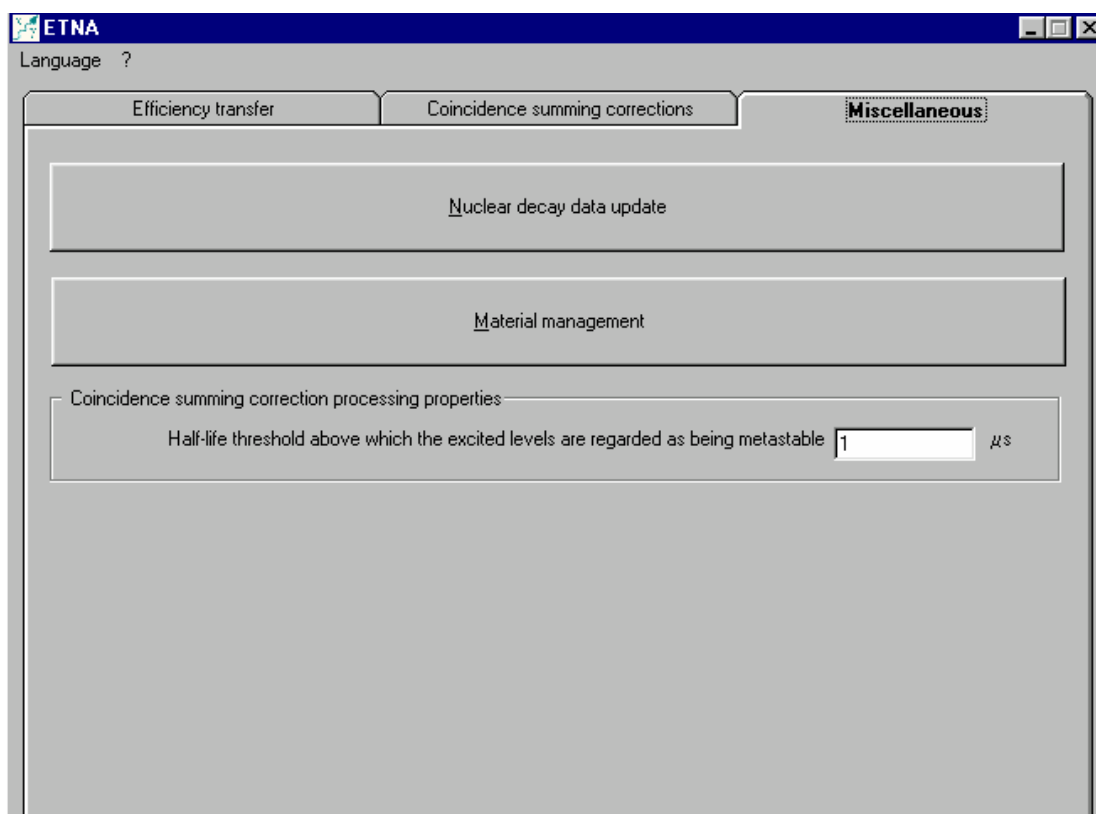 ETNA
Language ?
Efficiency transfer Coincidence summing corrections Miscellaneous
Nuclear decay data update
Material management
Coincidence summing correction processing properties
Half-life threshold above which the excited levels are regarded as being metastable 1 µs